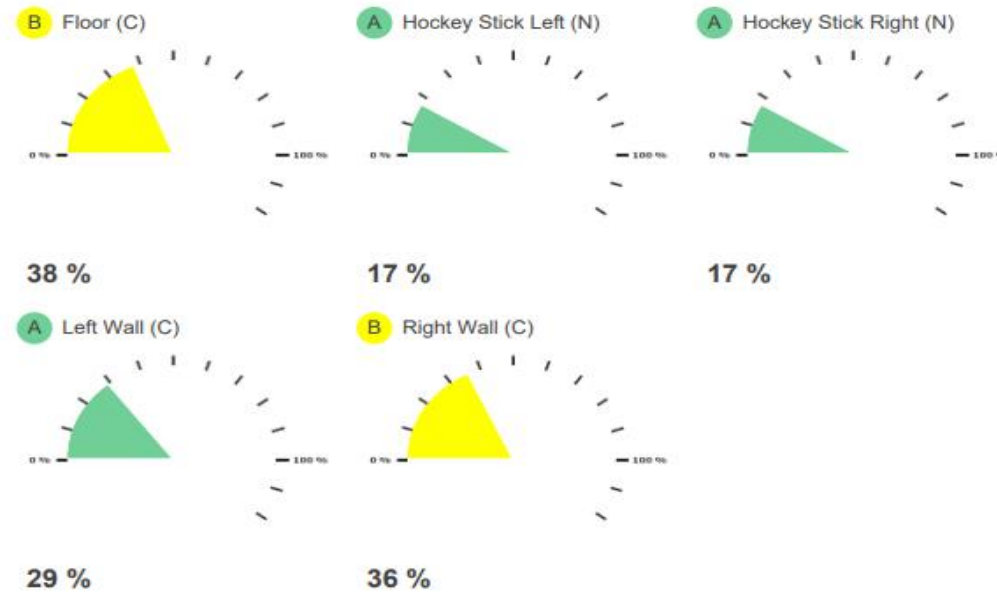 B Floor (C)
A Hockey Stick Left (N)
A Hockey Stick Right (N)
0 % 100 %
0 % 100 %
0 % 100 %
38 %
17 %
17 %
A Left Wall (C)
B Right Wall (C)
0 % 100 %
0 % 100 %
29 %
36 %